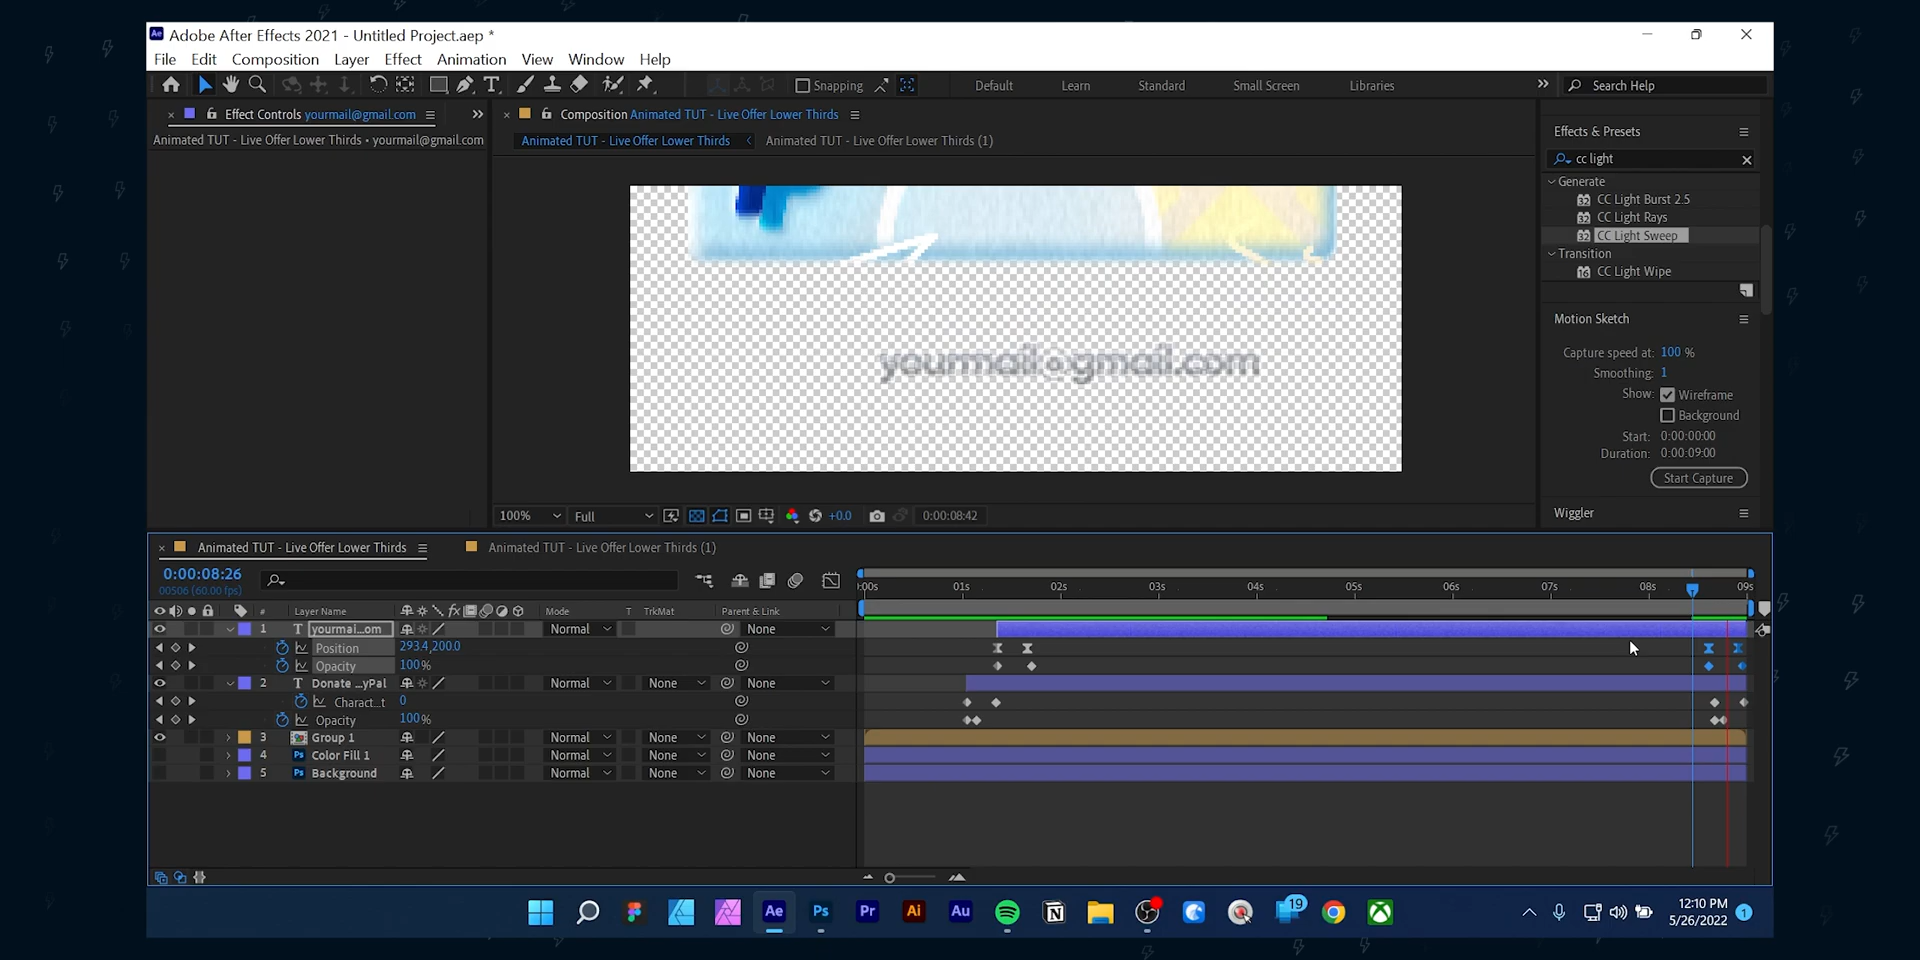 Adobe After Effects 2021 - Untitled Project.aep *
File Edit Composition Layer Effect Animation View Window Help
Snapping Default Learn Standard Small Screen Libraries Search Help
Effect Controls yourmail@gmail.com
Animated TUT - Live Offer Lower Thirds • yourmail@gmail.com
Composition Animated TUT - Live Offer Lower Thirds
Animated TUT - Live Offer Lower Thirds
Animated TUT - Live Offer Lower Thirds (1)
yourmail@gmail.com
100% Full +0.0 0:00:08:42
Effects & Presets
cc light
Generate
CC Light Burst 2.5
CC Light Rays
CC Light Sweep
Transition
CC Light Wipe
Motion Sketch
Capture speed at: 100 %
Smoothing: 1
Show: Wireframe
Background
Start: 0:00:00:00
Duration: 0:00:09:00
Start Capture
Wiggler
Animated TUT - Live Offer Lower Thirds
Animated TUT - Live Offer Lower Thirds (1)
0:00:08:26
00506 (60.00 fps)
:00s 01s 02s 03s 04s 05s 06s 07s 08s 09s
# Layer Name Mode T TrkMat Parent & Link
1 T yourmai...om Normal None
Position 293.4,200.0
Opacity 100%
2 T Donate ...yPal Normal None None
Charact...t 0
Opacity 100%
3 Group 1 Normal None None
4 Ps Color Fill 1 Normal None None
5 Ps Background Normal None None
Ae Ps Pr Ai Au 19
12:10 PM
5/26/2022
1